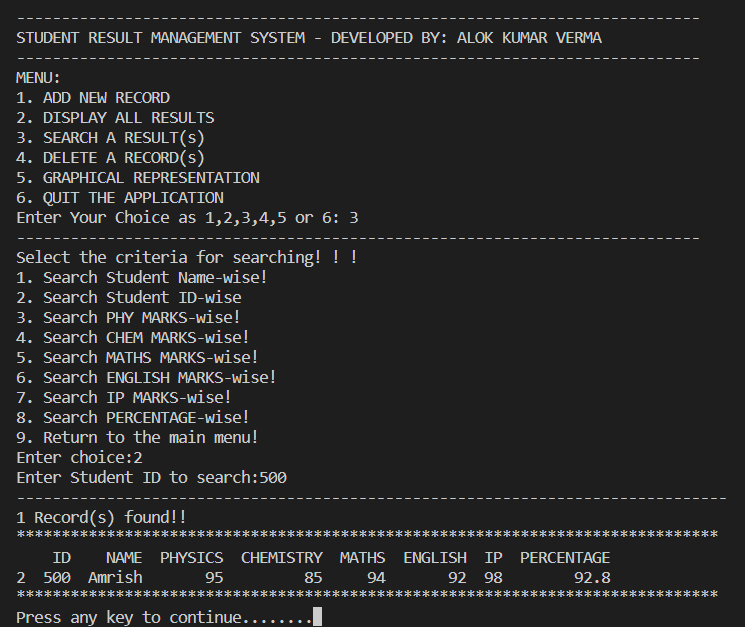 ----------------------------------------------------------------------------
STUDENT RESULT MANAGEMENT SYSTEM - DEVELOPED BY: ALOK KUMAR VERMA
----------------------------------------------------------------------------
MENU:
1. ADD NEW RECORD
2. DISPLAY ALL RESULTS
3. SEARCH A RESULT(s)
4. DELETE A RECORD(s)
5. GRAPHICAL REPRESENTATION
6. QUIT THE APPLICATION
Enter Your Choice as 1,2,3,4,5 or 6: 3
----------------------------------------------------------------------------
Select the criteria for searching! ! !
1. Search Student Name-wise!
2. Search Student ID-wise
3. Search PHY MARKS-wise!
4. Search CHEM MARKS-wise!
5. Search MATHS MARKS-wise!
6. Search ENGLISH MARKS-wise!
7. Search IP MARKS-wise!
8. Search PERCENTAGE-wise!
9. Return to the main menu!
Enter choice:2
Enter Student ID to search:500
-------------------------------------------------------------------------------
1 Record(s) found!!
******************************************************************************
    ID    NAME  PHYSICS  CHEMISTRY  MATHS  ENGLISH  IP  PERCENTAGE
2  500  Amrish       95         85     94       92  98        92.8
******************************************************************************
Press any key to continue........